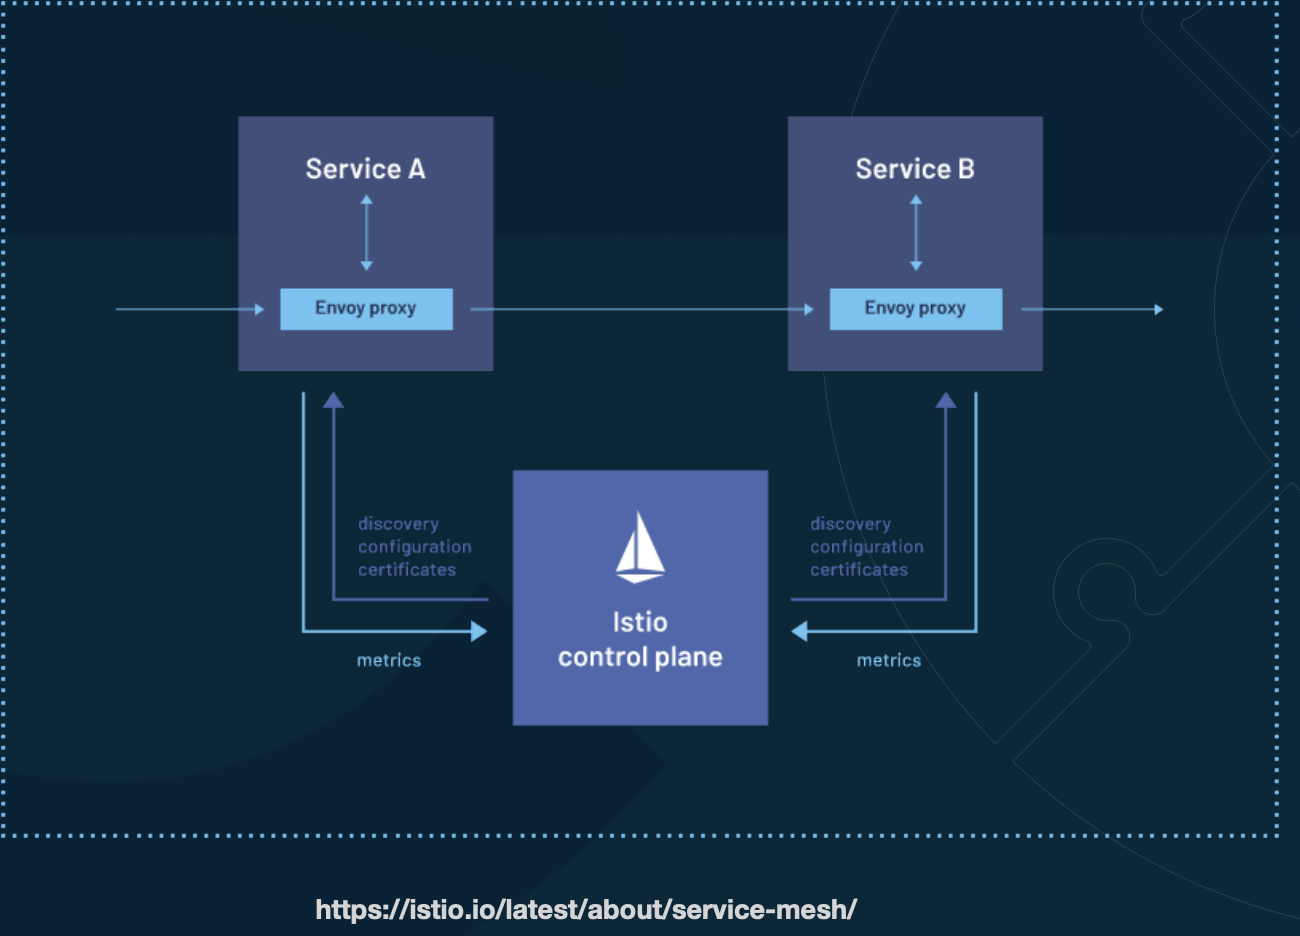 Service A
Service B
Envoy proxy
Envoy proxy
discovery
configuration
certificates
discovery
configuration
certificates
Istio
control plane
metrics
metrics
https://istio.io/latest/about/service-mesh/